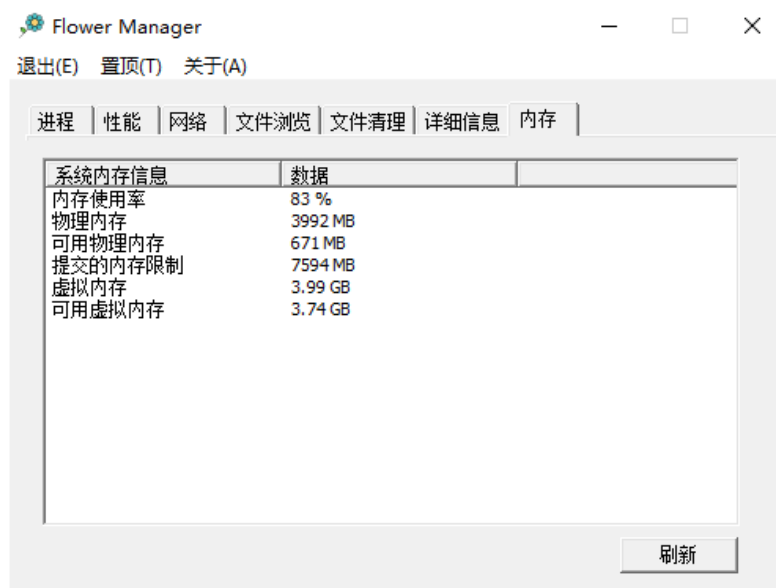 Flower Manager
退出(E) 置顶(T) 关于(A)
进程 性能 网络 文件浏览 文件清理 详细信息 内存
系统内存信息 数据
内存使用率 83 %
物理内存 3992 MB
可用物理内存 671 MB
提交的内存限制 7594 MB
虚拟内存 3.99 GB
可用虚拟内存 3.74 GB
刷新